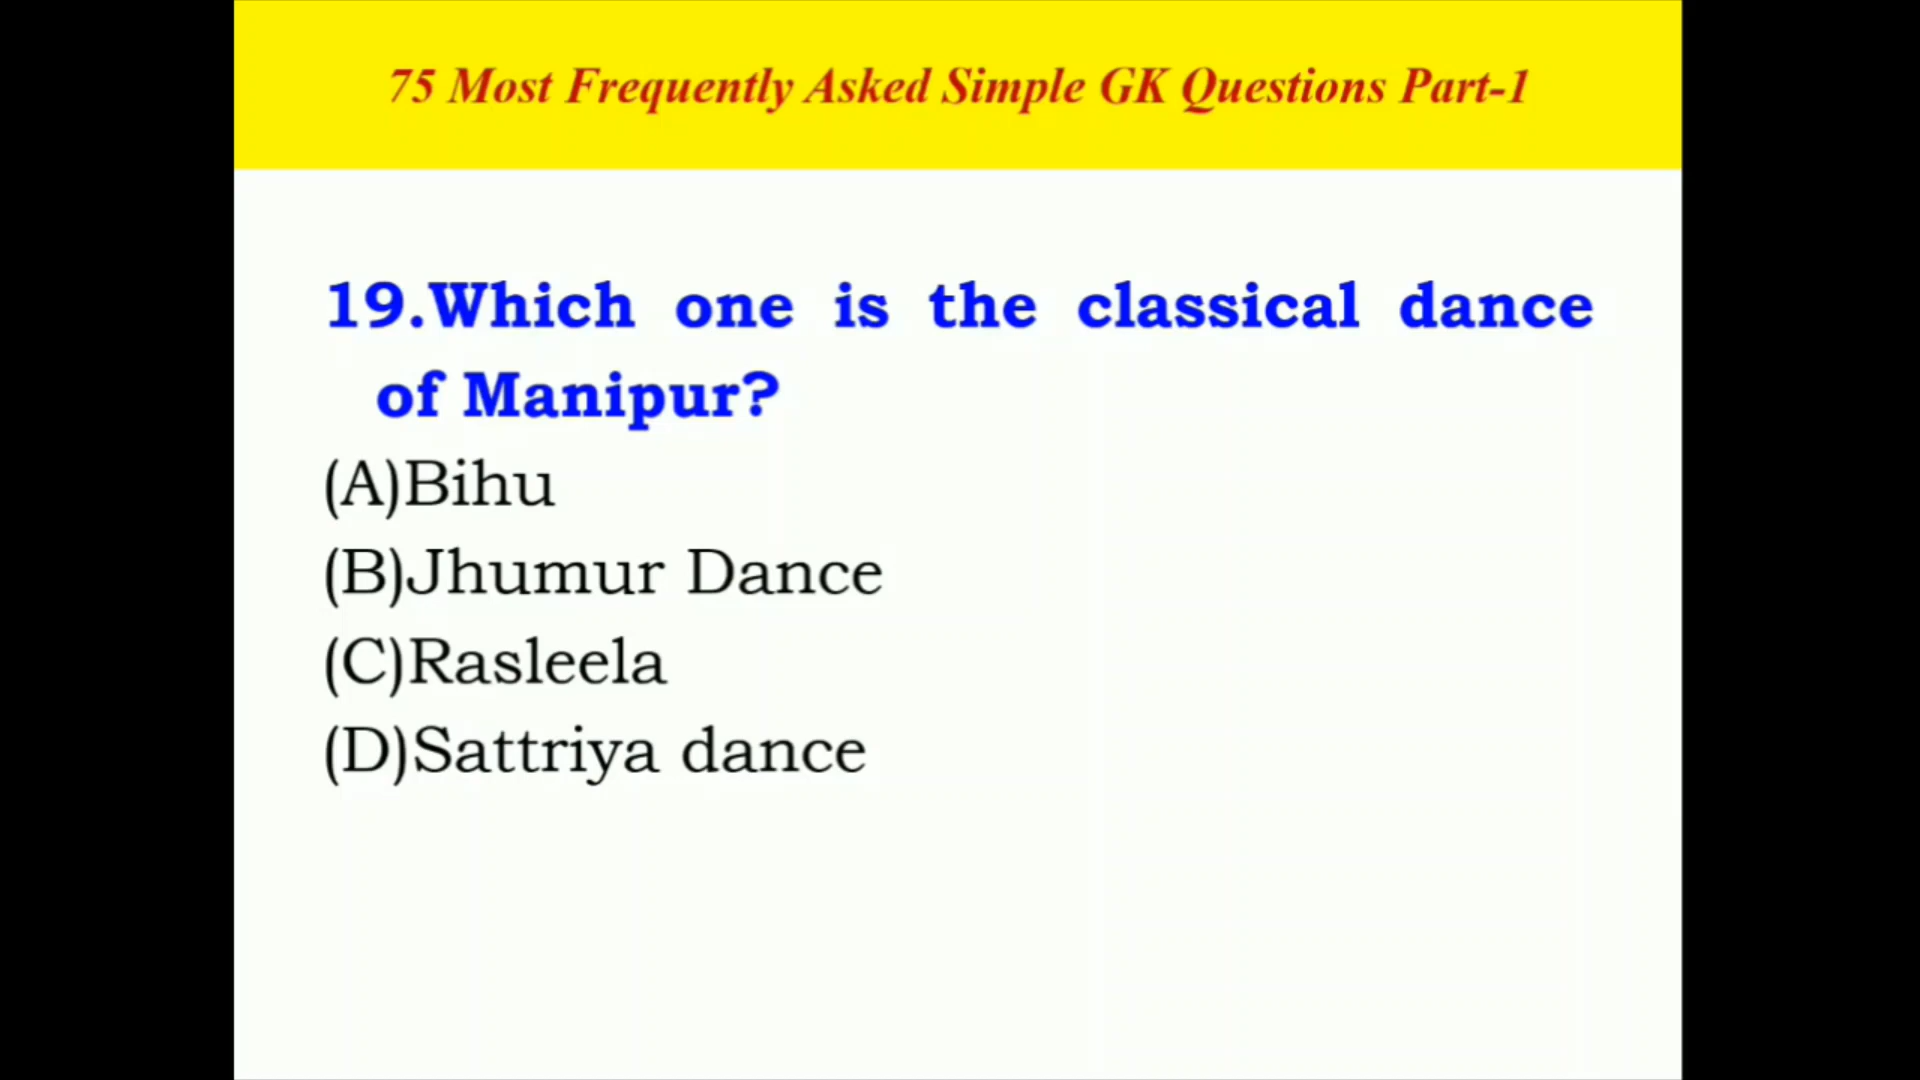 75 Most Frequently Asked Simple GK Questions Part-1
19.Which one is the classical dance
of Manipur?
(A)Bihu
(B)Jhumur Dance
(C)Rasleela
(D)Sattriya dance